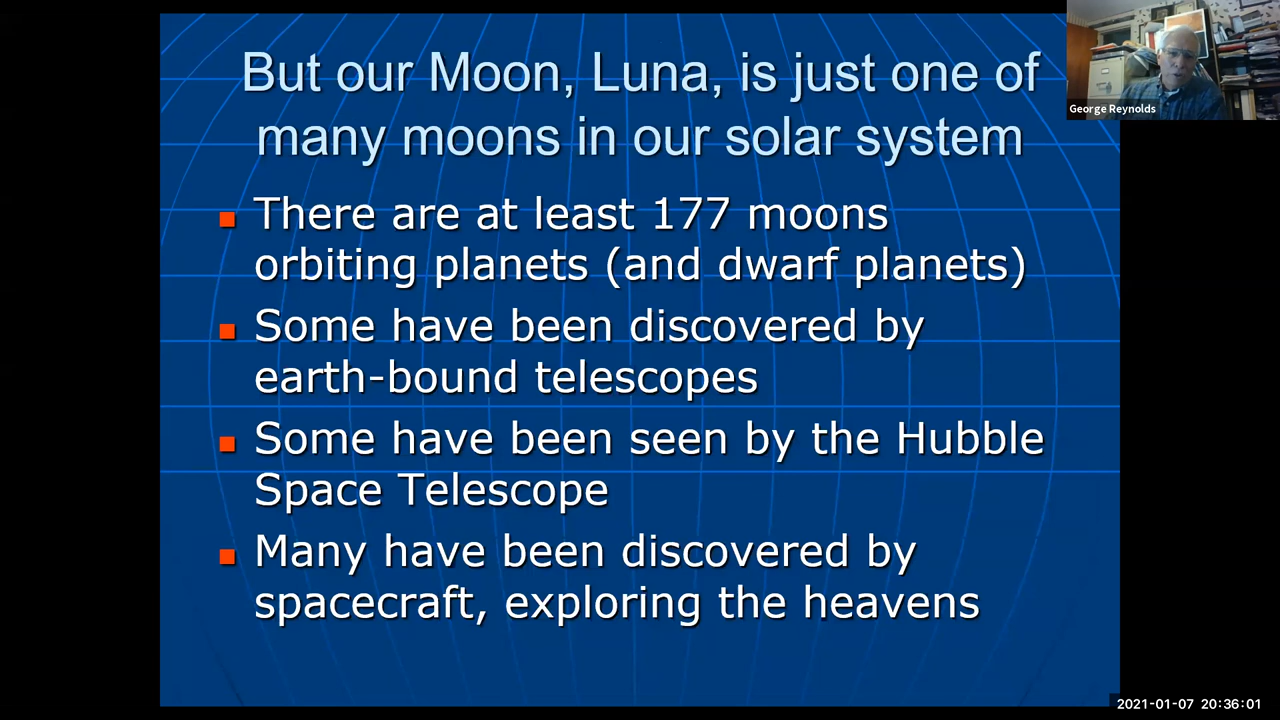 But our Moon, Luna, is just one of
many moons in our solar system
George Reynolds
There are at least 177 moons
orbiting planets (and dwarf planets)
Some have been discovered by
earth-bound telescopes
Some have been seen by the Hubble
Space Telescope
Many have been discovered by
spacecraft, exploring the heavens
2021-01-07 20:36:01